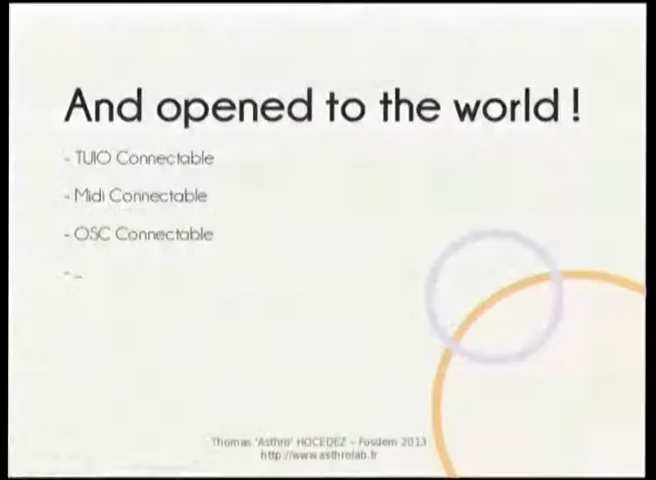 And opened to the world !
- TUIO Connectable
- Midi Connectable
- OSC Connectable
- ...
Thomas 'Asthro' HOCEDEZ - Fosdem 2013
http://www.asthrolab.fr